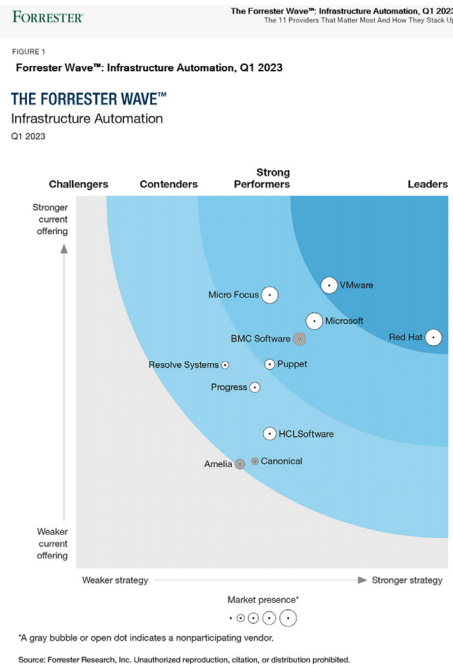 FORRESTER®
The Forrester Wave™: Infrastructure Automation, Q1 2023
The 11 Providers That Matter Most And How They Stack Up
FIGURE 1
Forrester Wave™: Infrastructure Automation, Q1 2023
THE FORRESTER WAVE™
Infrastructure Automation
Q1 2023
Challengers
Contenders
Strong
Performers
Leaders
Stronger
current
offering
VMware
Micro Focus
Microsoft
BMC Software
Red Hat
Resolve Systems
Puppet
Progress
HCLSoftware
Amelia
Canonical
Weaker
current
offering
Weaker strategy
Stronger strategy
Market presence*
*A gray bubble or open dot indicates a nonparticipating vendor.
Source: Forrester Research, Inc. Unauthorized reproduction, citation, or distribution prohibited.